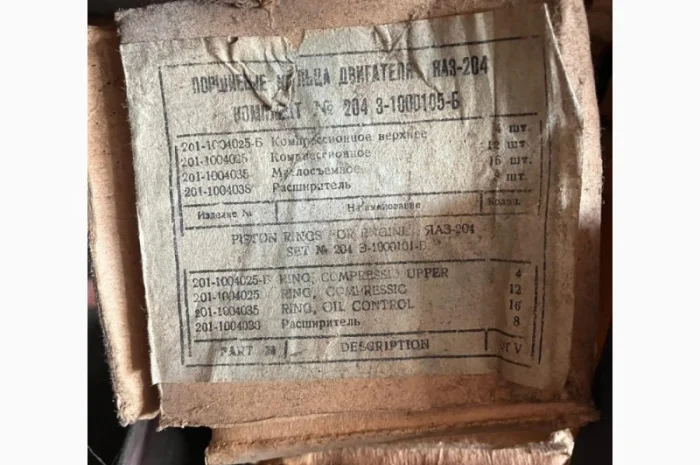 ПОРШНЕВЫЕ КОЛЬЦА ДВИГАТЕЛЯ ЯАЗ-204
КОМПЛЕКТ № 204 З-1000105-Б
201-1004025-Б Компрессионное верхнее 4 шт.
201-1004025 Компрессионное 12 шт.
201-1004035 Маслосъемное 16 шт.
201-1004038 Расширитель 8 шт.
Изделие № Наименование Колич.
PISTON RINGS FOR ENGINE, ЯАЗ-204
SET № 204 З-1000101-Б
201-1004025-Б RING, COMPRESSIO UPPER 4
201-1004025 RING, COMPRESSIO 12
201-1004035 RING, OIL CONTROL 16
201-1004038 Расширитель 8
PART № DESCRIPTION